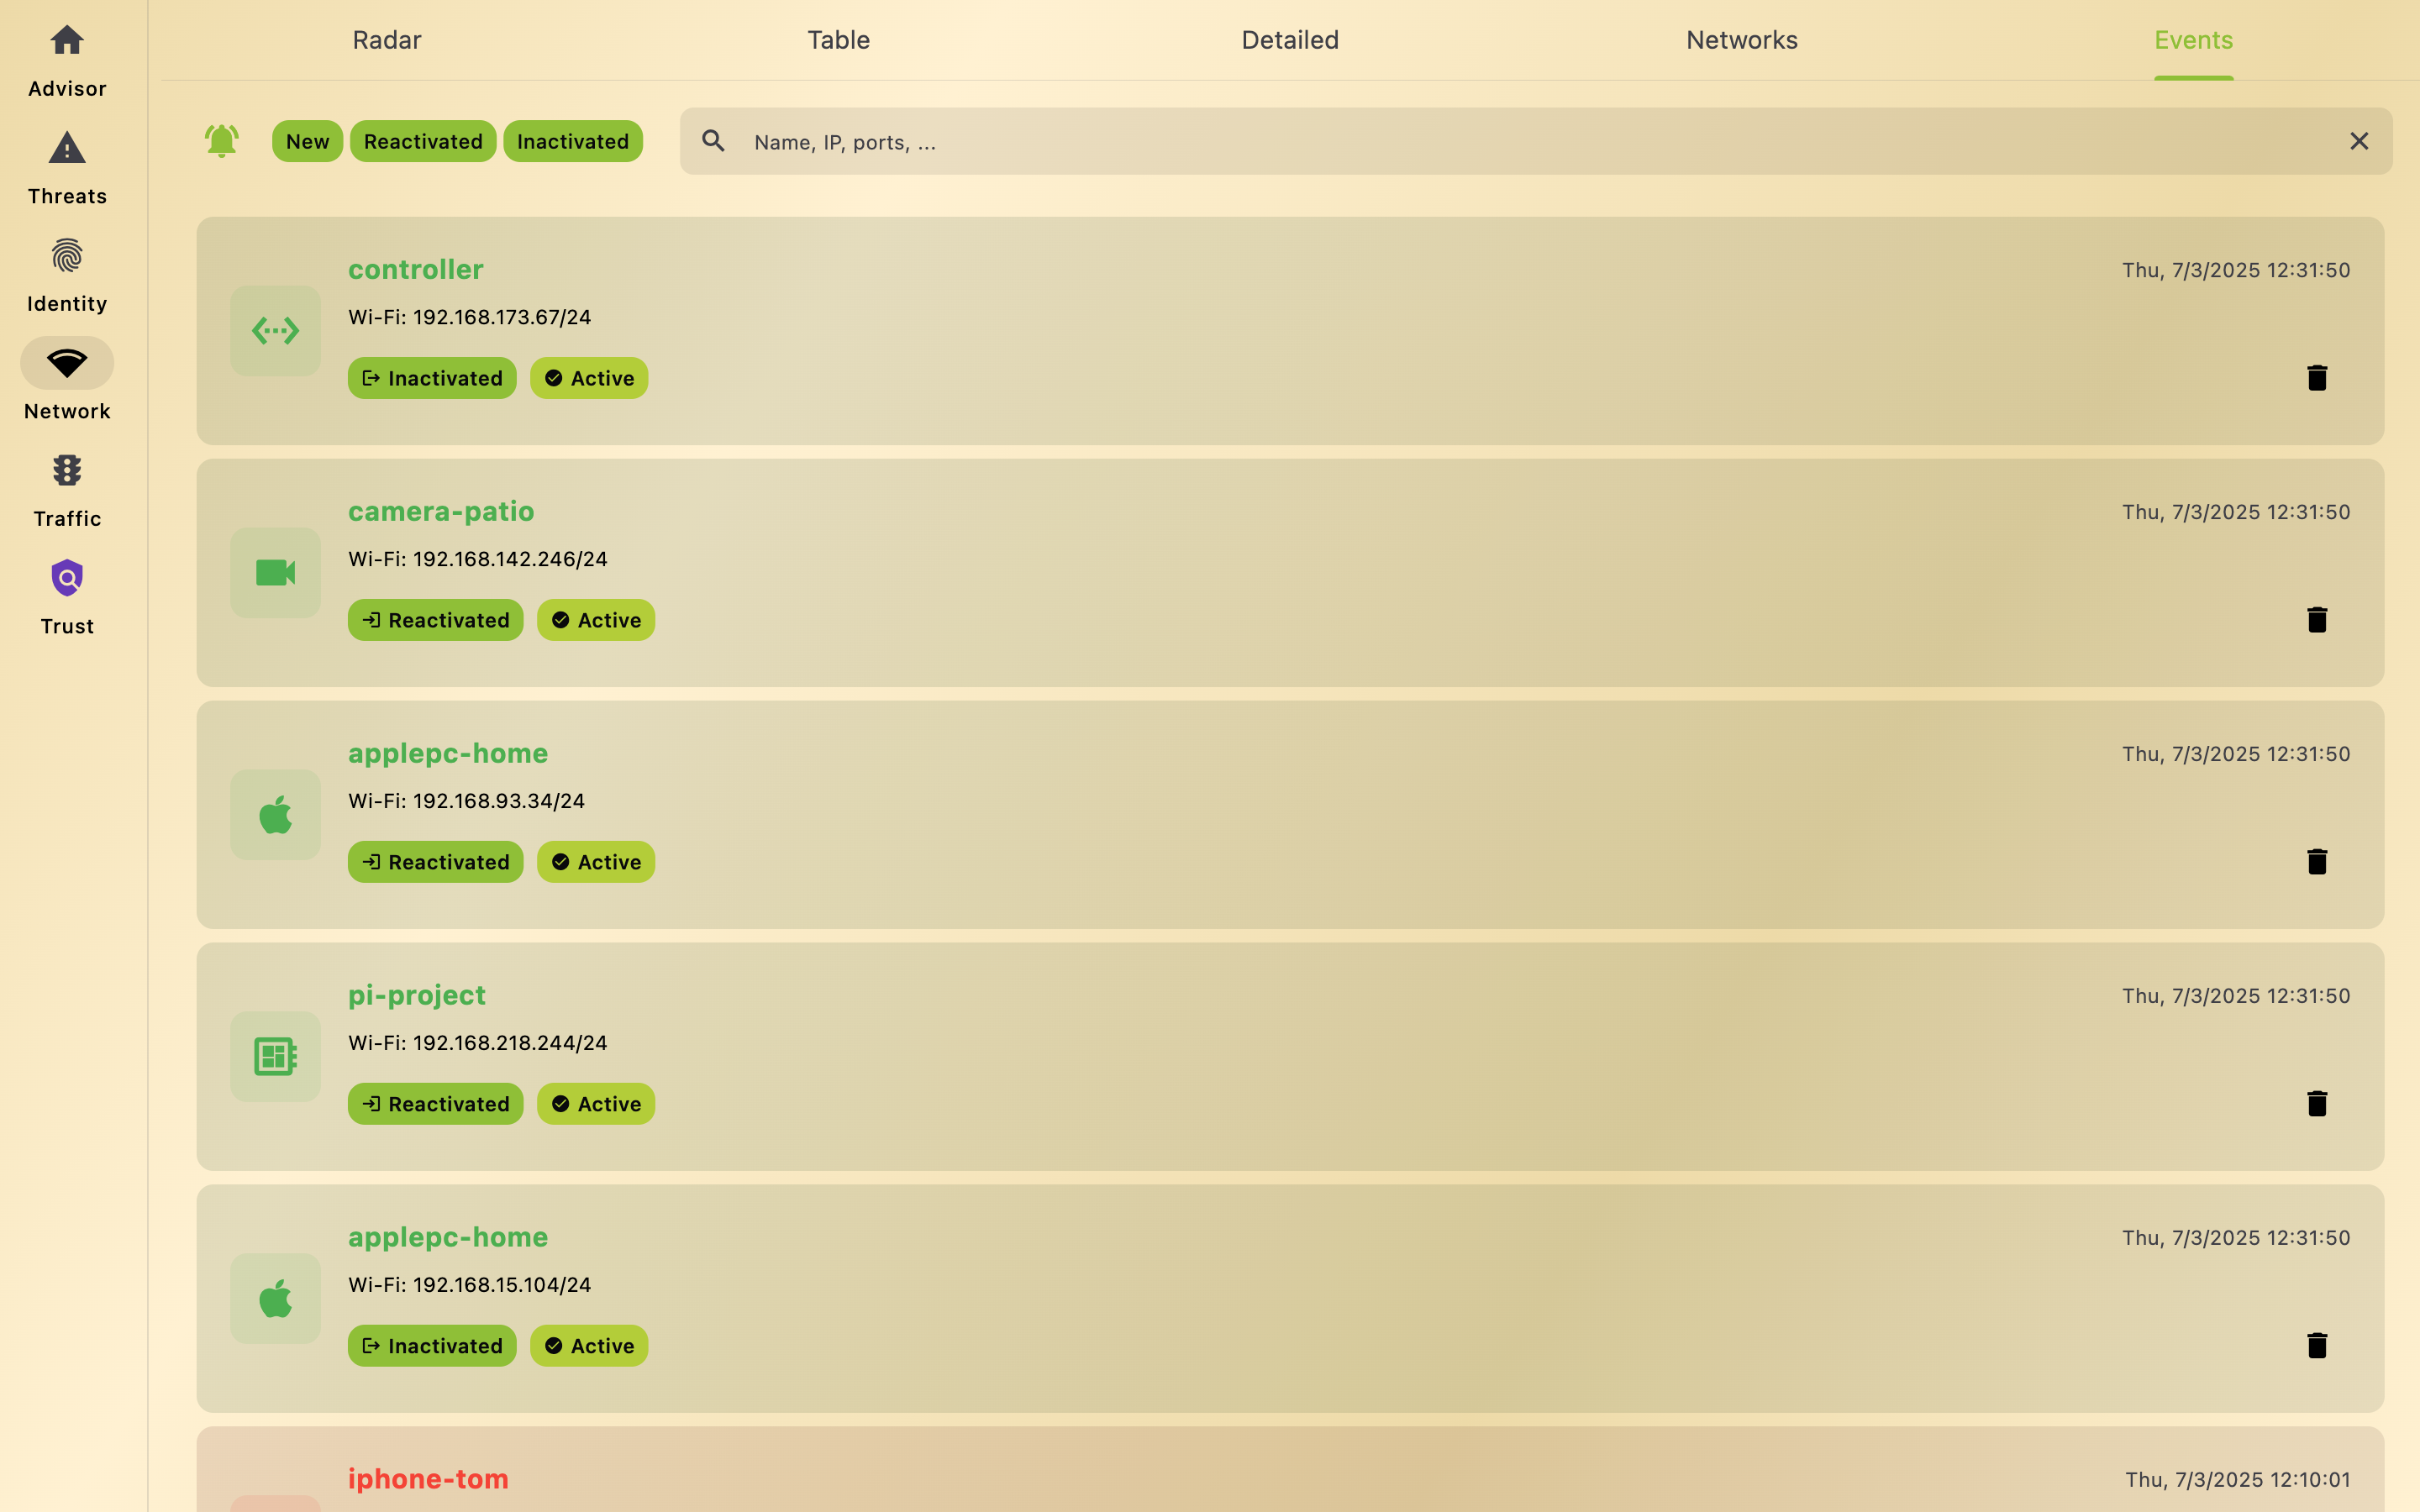 Advisor
Threats
Identity
Network
Traffic
Trust
Radar
Table
Detailed
Networks
Events
New
Reactivated
Inactivated
Name, IP, ports, ...
controller
Thu, 7/3/2025 12:31:50
Wi-Fi: 192.168.173.67/24
Inactivated
Active
camera-patio
Thu, 7/3/2025 12:31:50
Wi-Fi: 192.168.142.246/24
Reactivated
Active
applepc-home
Thu, 7/3/2025 12:31:50
Wi-Fi: 192.168.93.34/24
Reactivated
Active
pi-project
Thu, 7/3/2025 12:31:50
Wi-Fi: 192.168.218.244/24
Reactivated
Active
applepc-home
Thu, 7/3/2025 12:31:50
Wi-Fi: 192.168.15.104/24
Inactivated
Active
iphone-tom
Thu, 7/3/2025 12:10:01